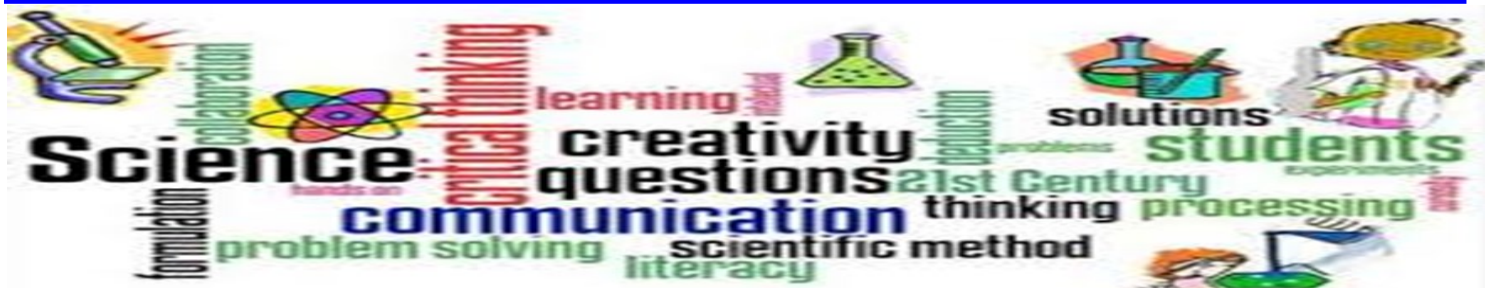 collaboration
critical thinking
learning
solutions
creativity
deduction
problems
students
Science
hands on
questions
21st Century
experiments
formulation
communication
thinking
processing
problem solving
scientific method
literacy